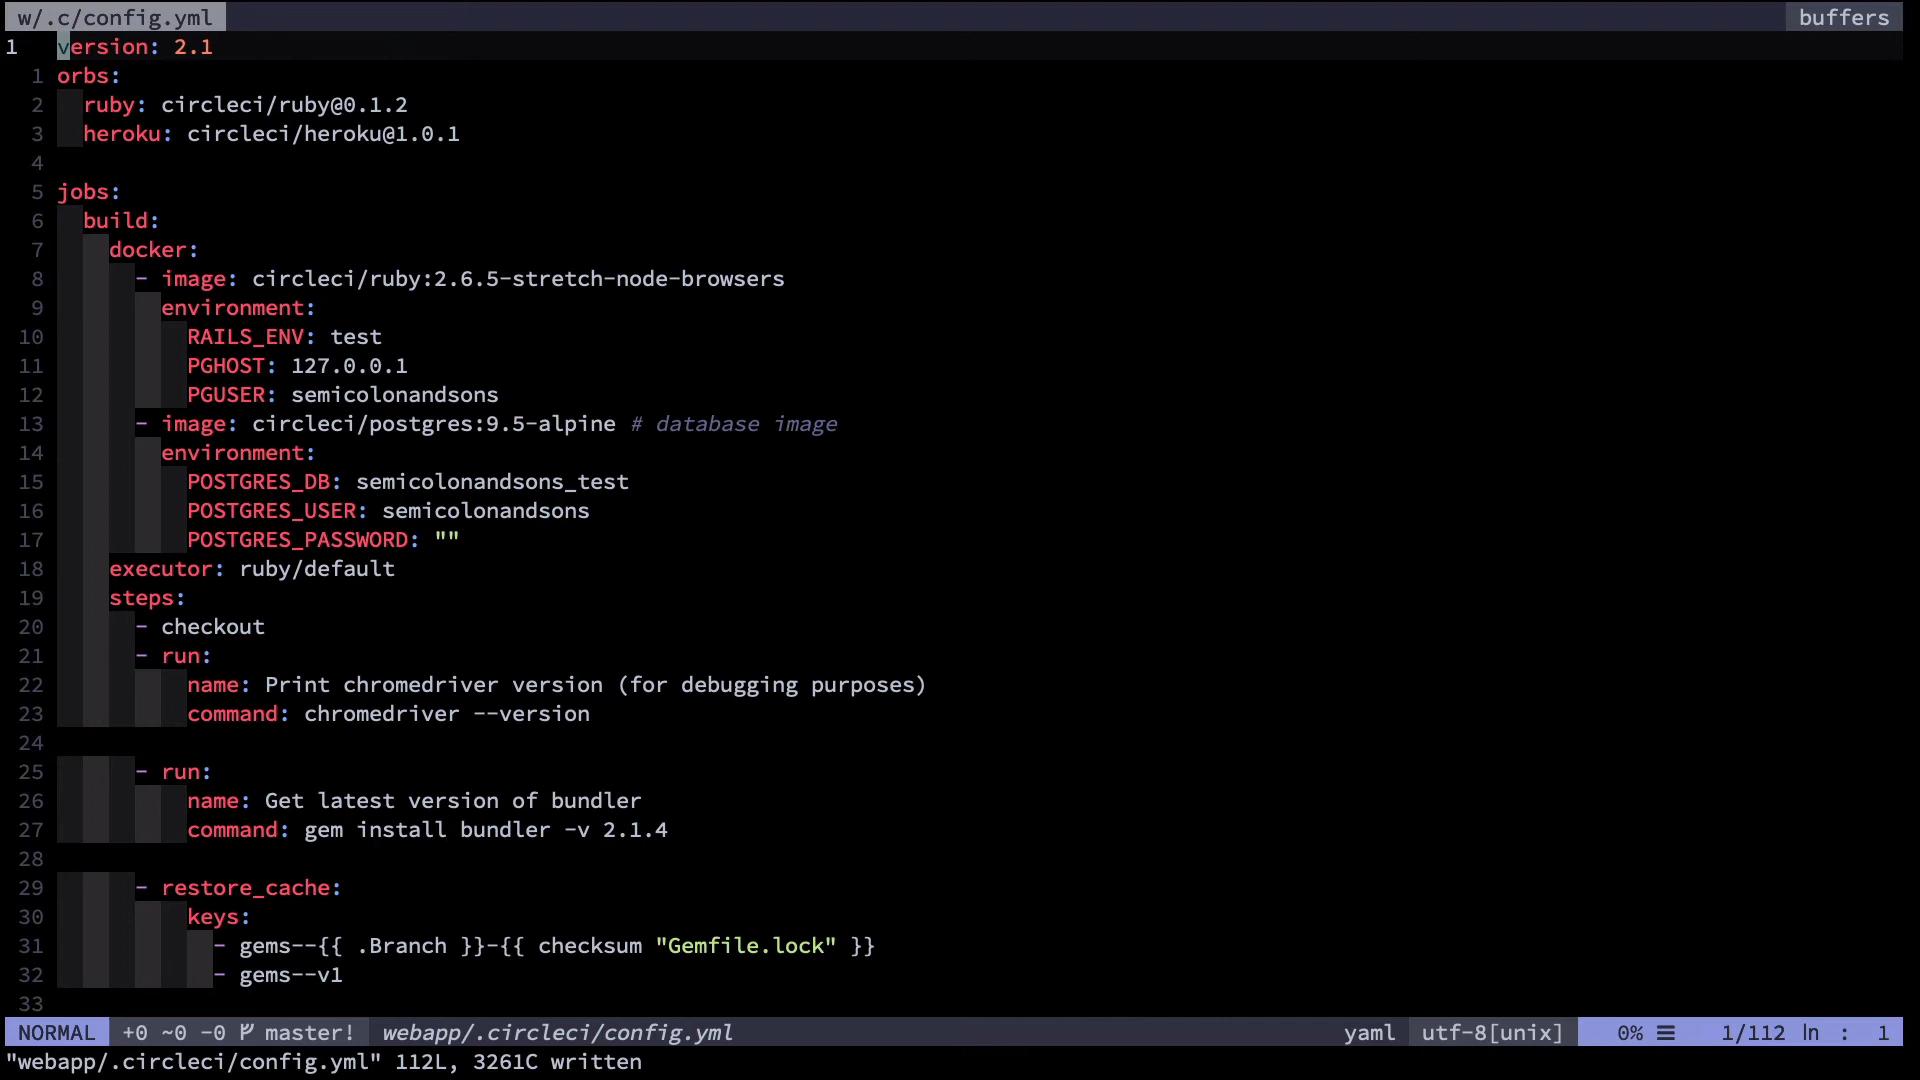 w/.c/config.yml buffers
1 version: 2.1
1 orbs:
2 ruby: circleci/ruby@0.1.2
3 heroku: circleci/heroku@1.0.1
4
5 jobs:
6 build:
7 docker:
8 - image: circleci/ruby:2.6.5-stretch-node-browsers
9 environment:
10 RAILS_ENV: test
11 PGHOST: 127.0.0.1
12 PGUSER: semicolonandsons
13 - image: circleci/postgres:9.5-alpine # database image
14 environment:
15 POSTGRES_DB: semicolonandsons_test
16 POSTGRES_USER: semicolonandsons
17 POSTGRES_PASSWORD: ""
18 executor: ruby/default
19 steps:
20 - checkout
21 - run:
22 name: Print chromedriver version (for debugging purposes)
23 command: chromedriver --version
24
25 - run:
26 name: Get latest version of bundler
27 command: gem install bundler -v 2.1.4
28
29 - restore_cache:
30 keys:
31 - gems--{{ .Branch }}-{{ checksum "Gemfile.lock" }}
32 - gems--v1
33
NORMAL +0 ~0 -0 master! webapp/.circleci/config.yml yaml utf-8[unix] 0% ☰ 1/112 ln : 1
"webapp/.circleci/config.yml" 112L, 3261C written